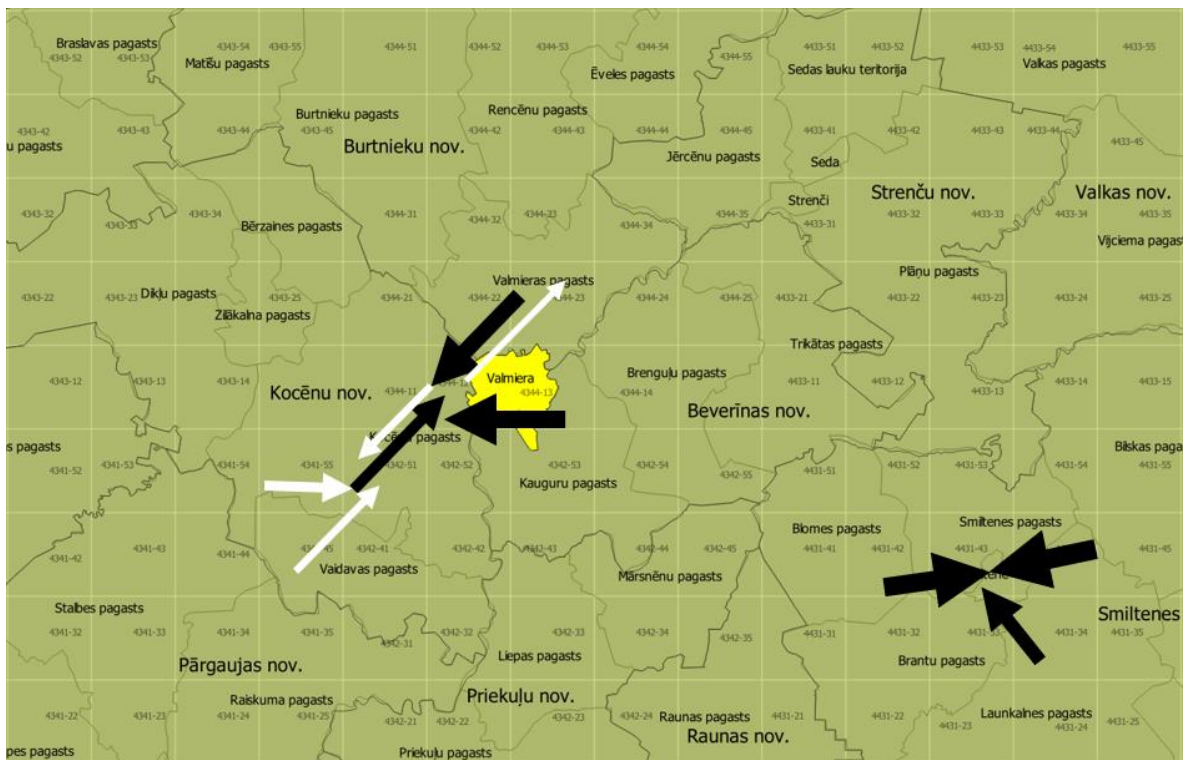 Braslavas pagasts
4343-52
4343-53
Matīšu pagasts
4343-54
4343-55
4344-51
4344-52
4344-53
4344-54
4344-55
4433-51
4433-52
4433-53
4433-54
4433-55
Ēveles pagasts
Sedas lauku teritorija
Valkas pagasts
Burtnieku pagasts
Rencēnu pagasts
4343-42
4343-43
4343-44
4343-45
4344-42
4344-43
4344-44
4344-45
4433-41
4433-42
4433-43
4433-44
4433-45
u pagasts
Burtnieku nov.
Jērcēnu pagasts
Seda
Strenči
Strenču nov.
Valkas nov.
4343-32
4343-33
4343-34
4344-31
4344-32
4344-33
4344-34
4344-35
4433-31
4433-32
4433-33
4433-34
4433-35
Bērzaines pagasts
Vijciema pagast
Plāņu pagasts
Valmieras pagasts
4343-22
4343-23
Dikļu pagasts
4343-25
4344-21
4344-22
4344-23
4344-24
4344-25
4433-21
4433-22
4433-23
4433-24
4433-25
Zilākalna pagasts
Trikātas pagasts
4343-12
4343-13
4343-14
Kocēnu nov.
4344-11
4344-12
Valmiera
4344-13
4344-14
Brenguļu pagasts
Beverīnas nov.
4433-11
4433-12
4433-13
4433-14
4433-15
s pagasts
Kocēnu pagasts
Bilskas paga
4341-52
4341-53
4341-54
4341-55
4342-51
4342-52
4342-53
4342-54
4342-55
4431-51
4431-52
4431-53
4431-54
4431-55
Kauguru pagasts
Blomes pagasts
Smiltenes pagasts
4341-42
4341-43
4341-44
4342-41
4342-42
4342-43
4342-44
4342-45
4431-41
4431-42
4431-43
4431-45
Vaidavas pagasts
Mārsnēnu pagasts
Stalbes pagasts
Smiltenes
4341-32
4341-33
4341-34
4341-35
4342-31
4342-32
4342-33
4342-34
4342-35
4431-31
4431-32
4431-34
4431-35
Pārgaujas nov.
Liepas pagasts
Brantu pagasts
Raiskuma pagasts
Priekuļu nov.
4341-22
4341-23
4341-24
4341-25
4342-21
4342-22
4342-23
4342-24
Raunas pagasts
4431-21
4431-23
4431-24
4431-25
Launkalnes pagasts
Raunas nov.
pes pagasts
Priekuļu pagasts